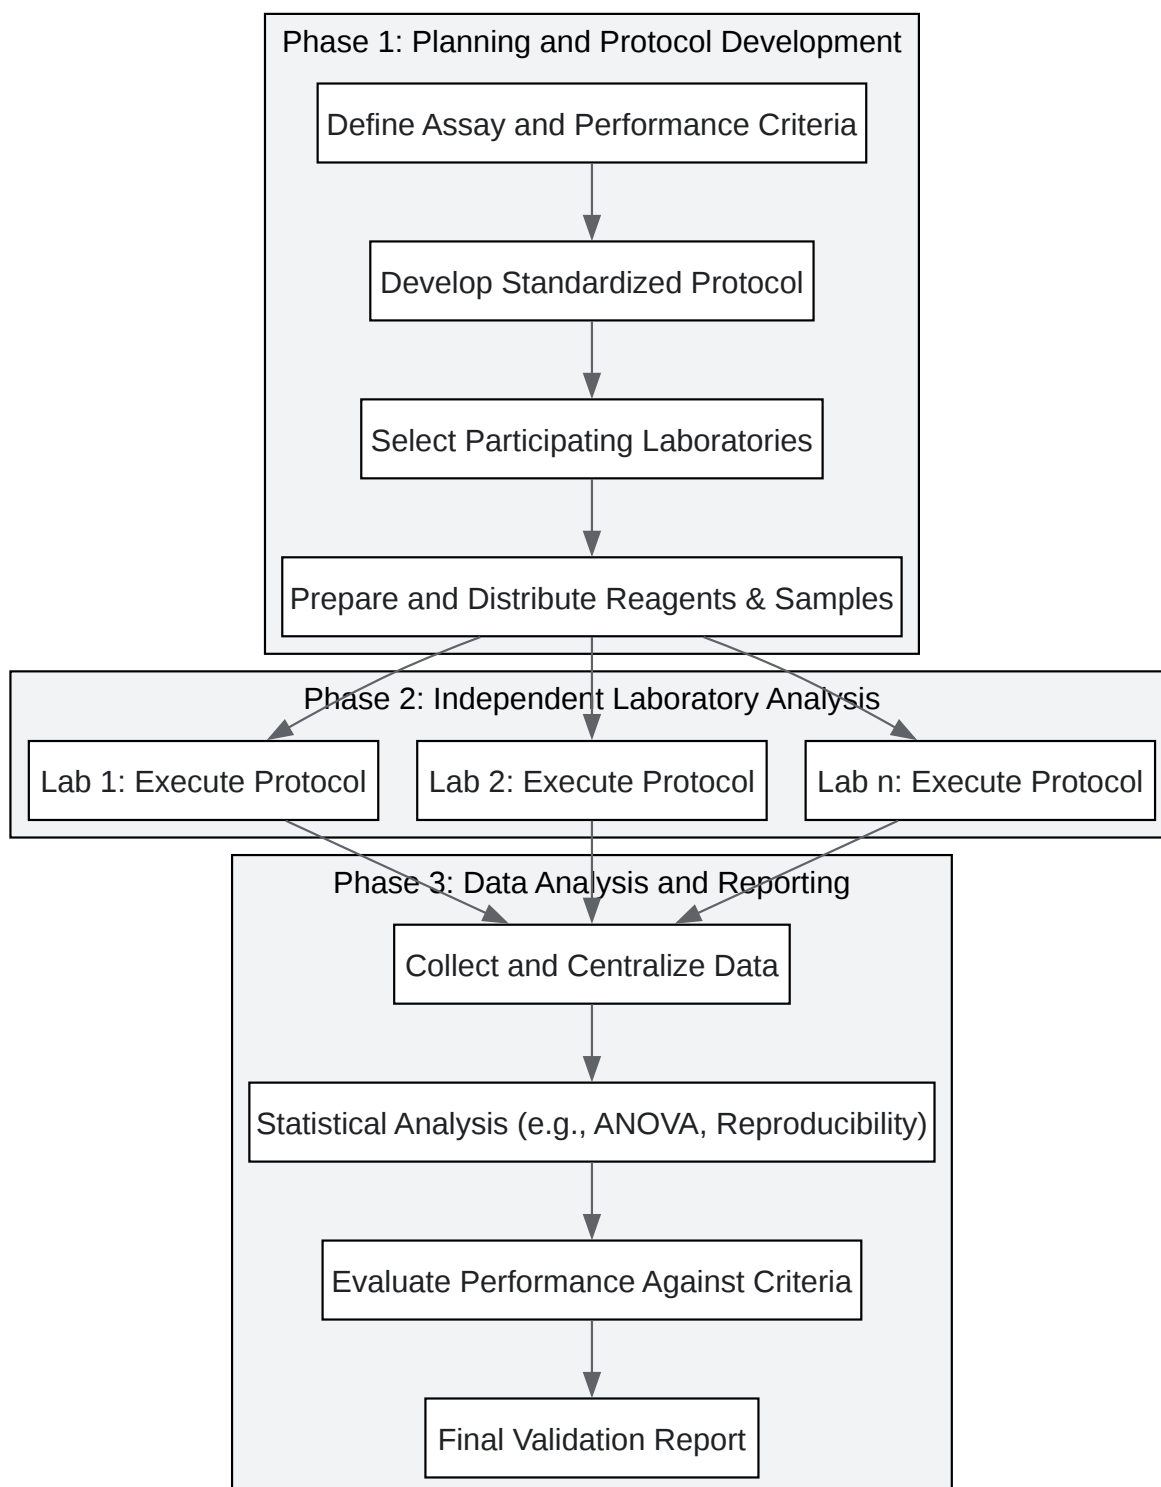 Phase 1: Planning and Protocol Development
Define Assay and Performance Criteria
Develop Standardized Protocol
Select Participating Laboratories
Prepare and Distribute Reagents & Samples
Phase 2: Independent Laboratory Analysis
Lab 1: Execute Protocol
Lab 2: Execute Protocol
Lab n: Execute Protocol
Phase 3: Data Analysis and Reporting
Collect and Centralize Data
Statistical Analysis (e.g., ANOVA, Reproducibility)
Evaluate Performance Against Criteria
Final Validation Report